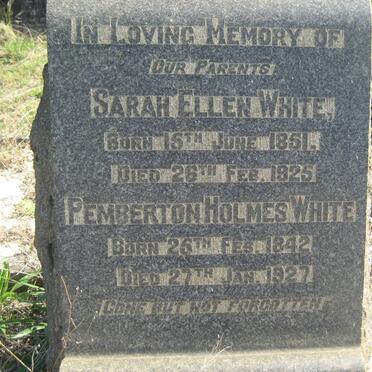 IN LOVING MEMORY OF
OUR PARENTS
SARAH ELLEN WHITE,
BORN 15TH JUNE 1851.
DIED 26TH FEB. 1925
PEMBERTON HOLMES WHITE
BORN 25TH FEB. 1842
DIED 27TH JAN. 1927
GONE BUT NOT FORGOTTEN